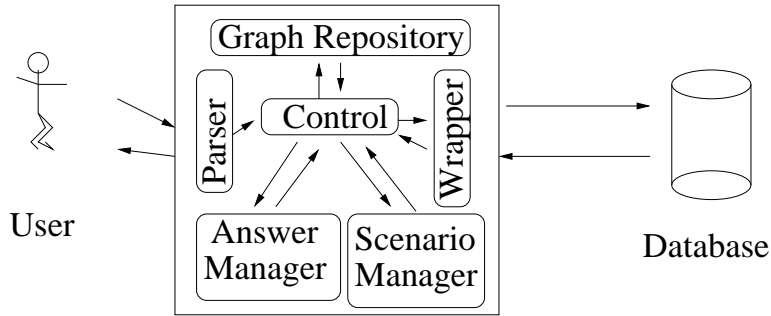 Graph Repository
Parser
Control
Wrapper
User
Answer
Manager
Scenario
Manager
Database